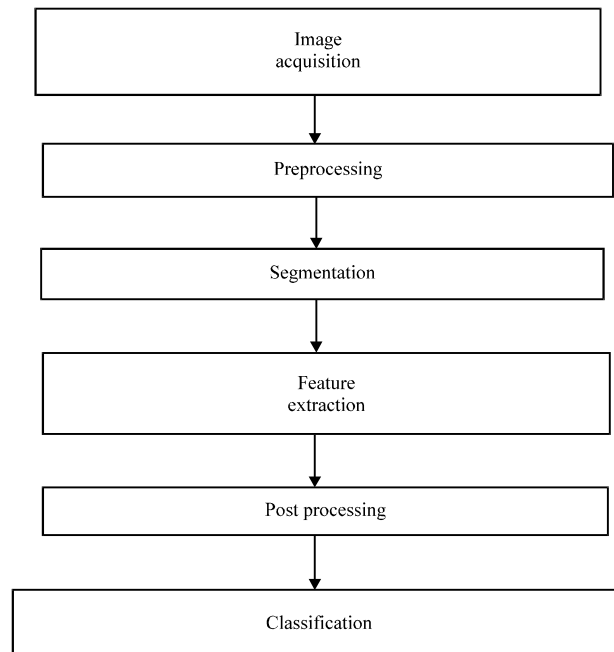 Image
acquisition
Preprocessing
Segmentation
Feature
extraction
Post processing
Classification